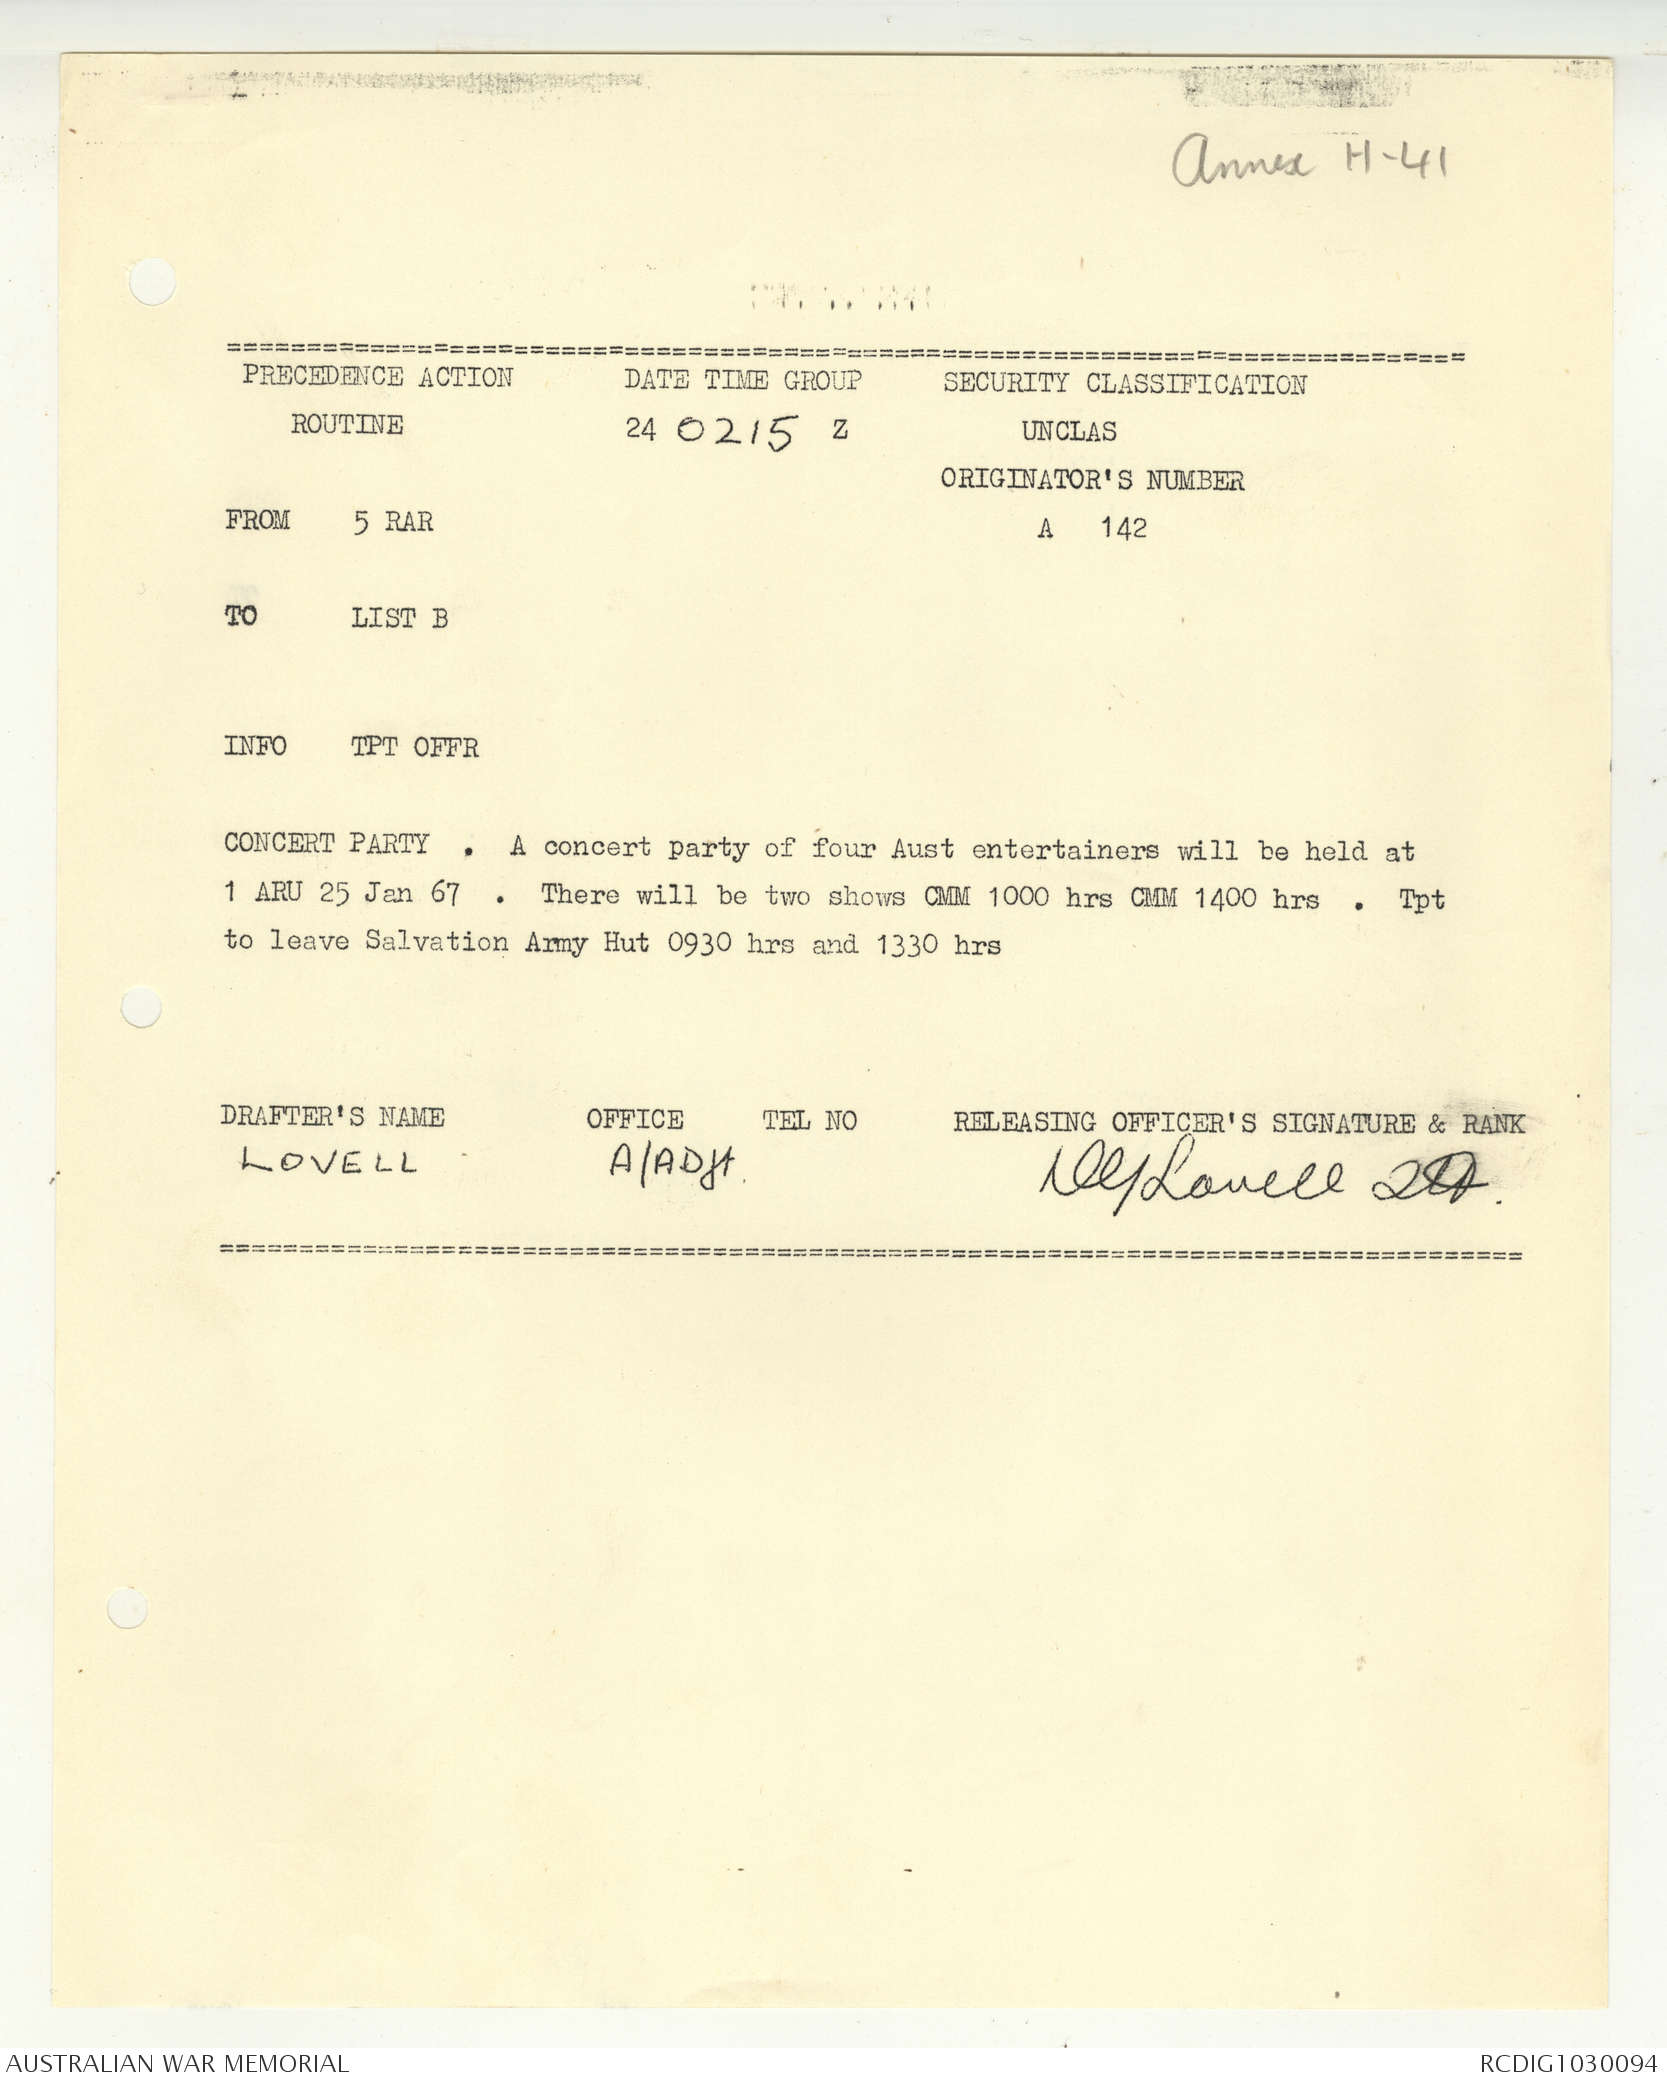 Annex H-41
PRECEDENCE ACTION DATE TIME GROUP SECURITY CLASSIFICATION
ROUTINE 24 0215 Z UNCLAS
ORIGINATOR'S NUMBER
FROM 5 RAR A 142
TO LIST B
INFO TPT OFFR
CONCERT PARTY . A concert party of four Aust entertainers will be held at
1 ARU 25 Jan 67 . There will be two shows CMM 1000 hrs CMM 1400 hrs . Tpt
to leave Salvation Army Hut 0930 hrs and 1330 hrs
DRAFTER'S NAME OFFICE TEL NO RELEASING OFFICER'S SIGNATURE & RANK
LOVELL A/ADJt. Lovell
AUSTRALIAN WAR MEMORIAL RCDIG1030094